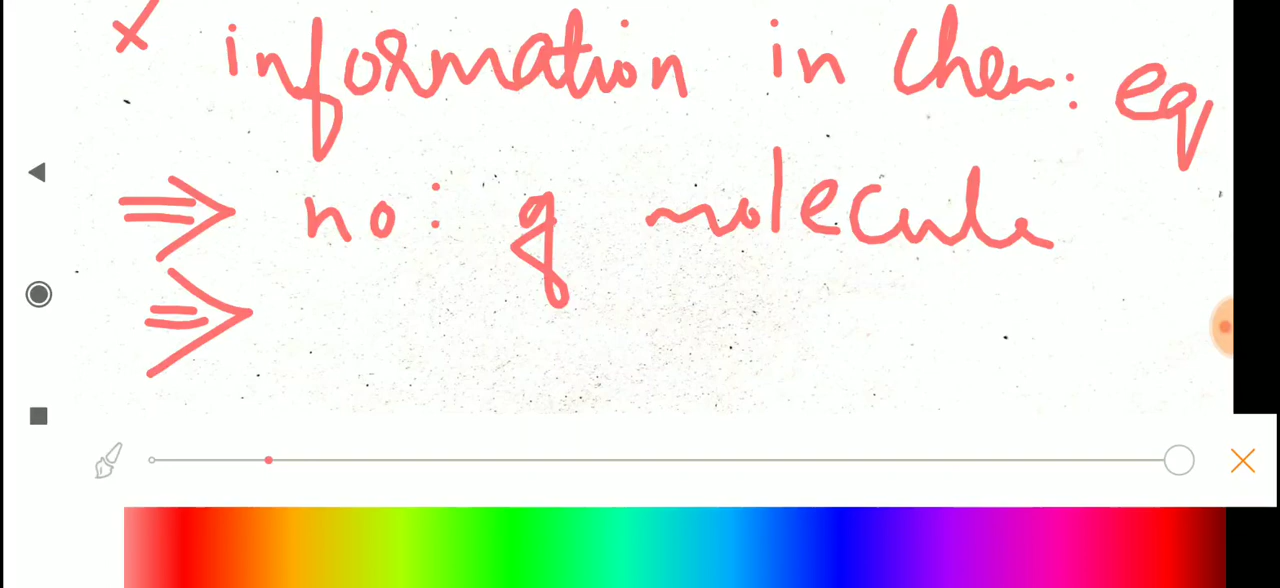 information in chem: eq
⇒ no: of molecule
⇒